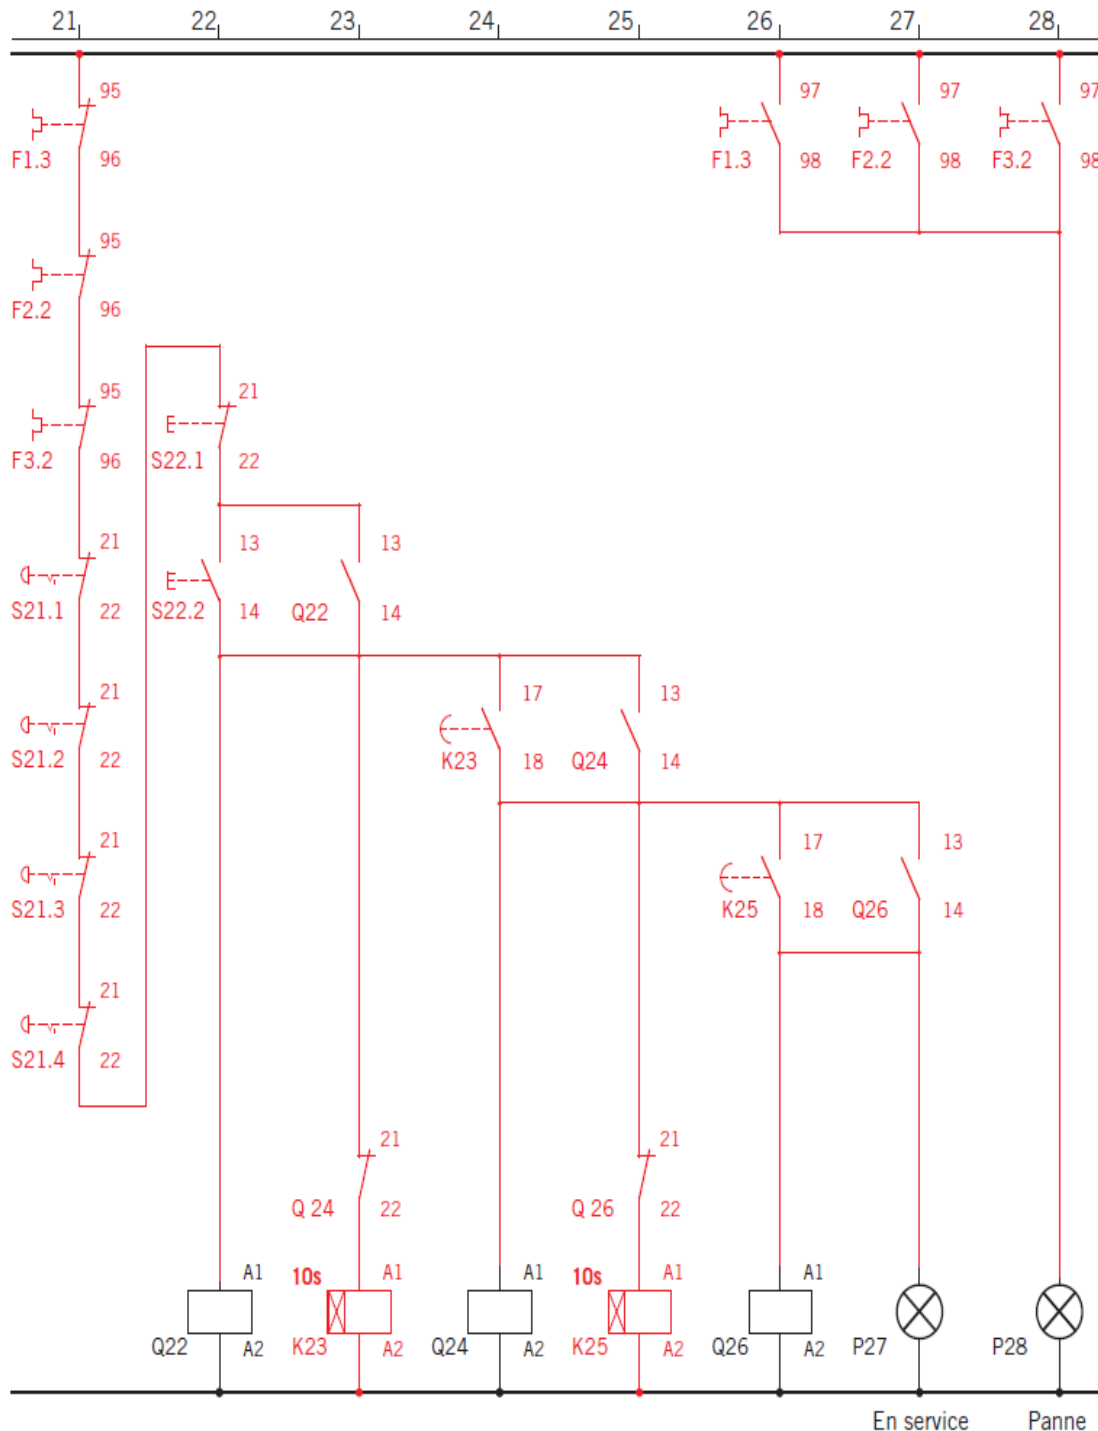 21 22 23 24 25 26 27 28
95 97 97 97
F1.3 96 F1.3 98 F2.2 98 F3.2 98
95
F2.2 96
95 21
F3.2 96 S22.1 22
21 13 13
S21.1 22 S22.2 14 Q22 14
21 17 13
S21.2 22 K23 18 Q24 14
21 17 13
S21.3 22 K25 18 Q26 14
21
S21.4 22
21 21
Q 24 22 Q 26 22
A1 10s A1 A1 10s A1 A1
Q22 A2 K23 A2 Q24 A2 K25 A2 Q26 A2 P27 P28
En service Panne